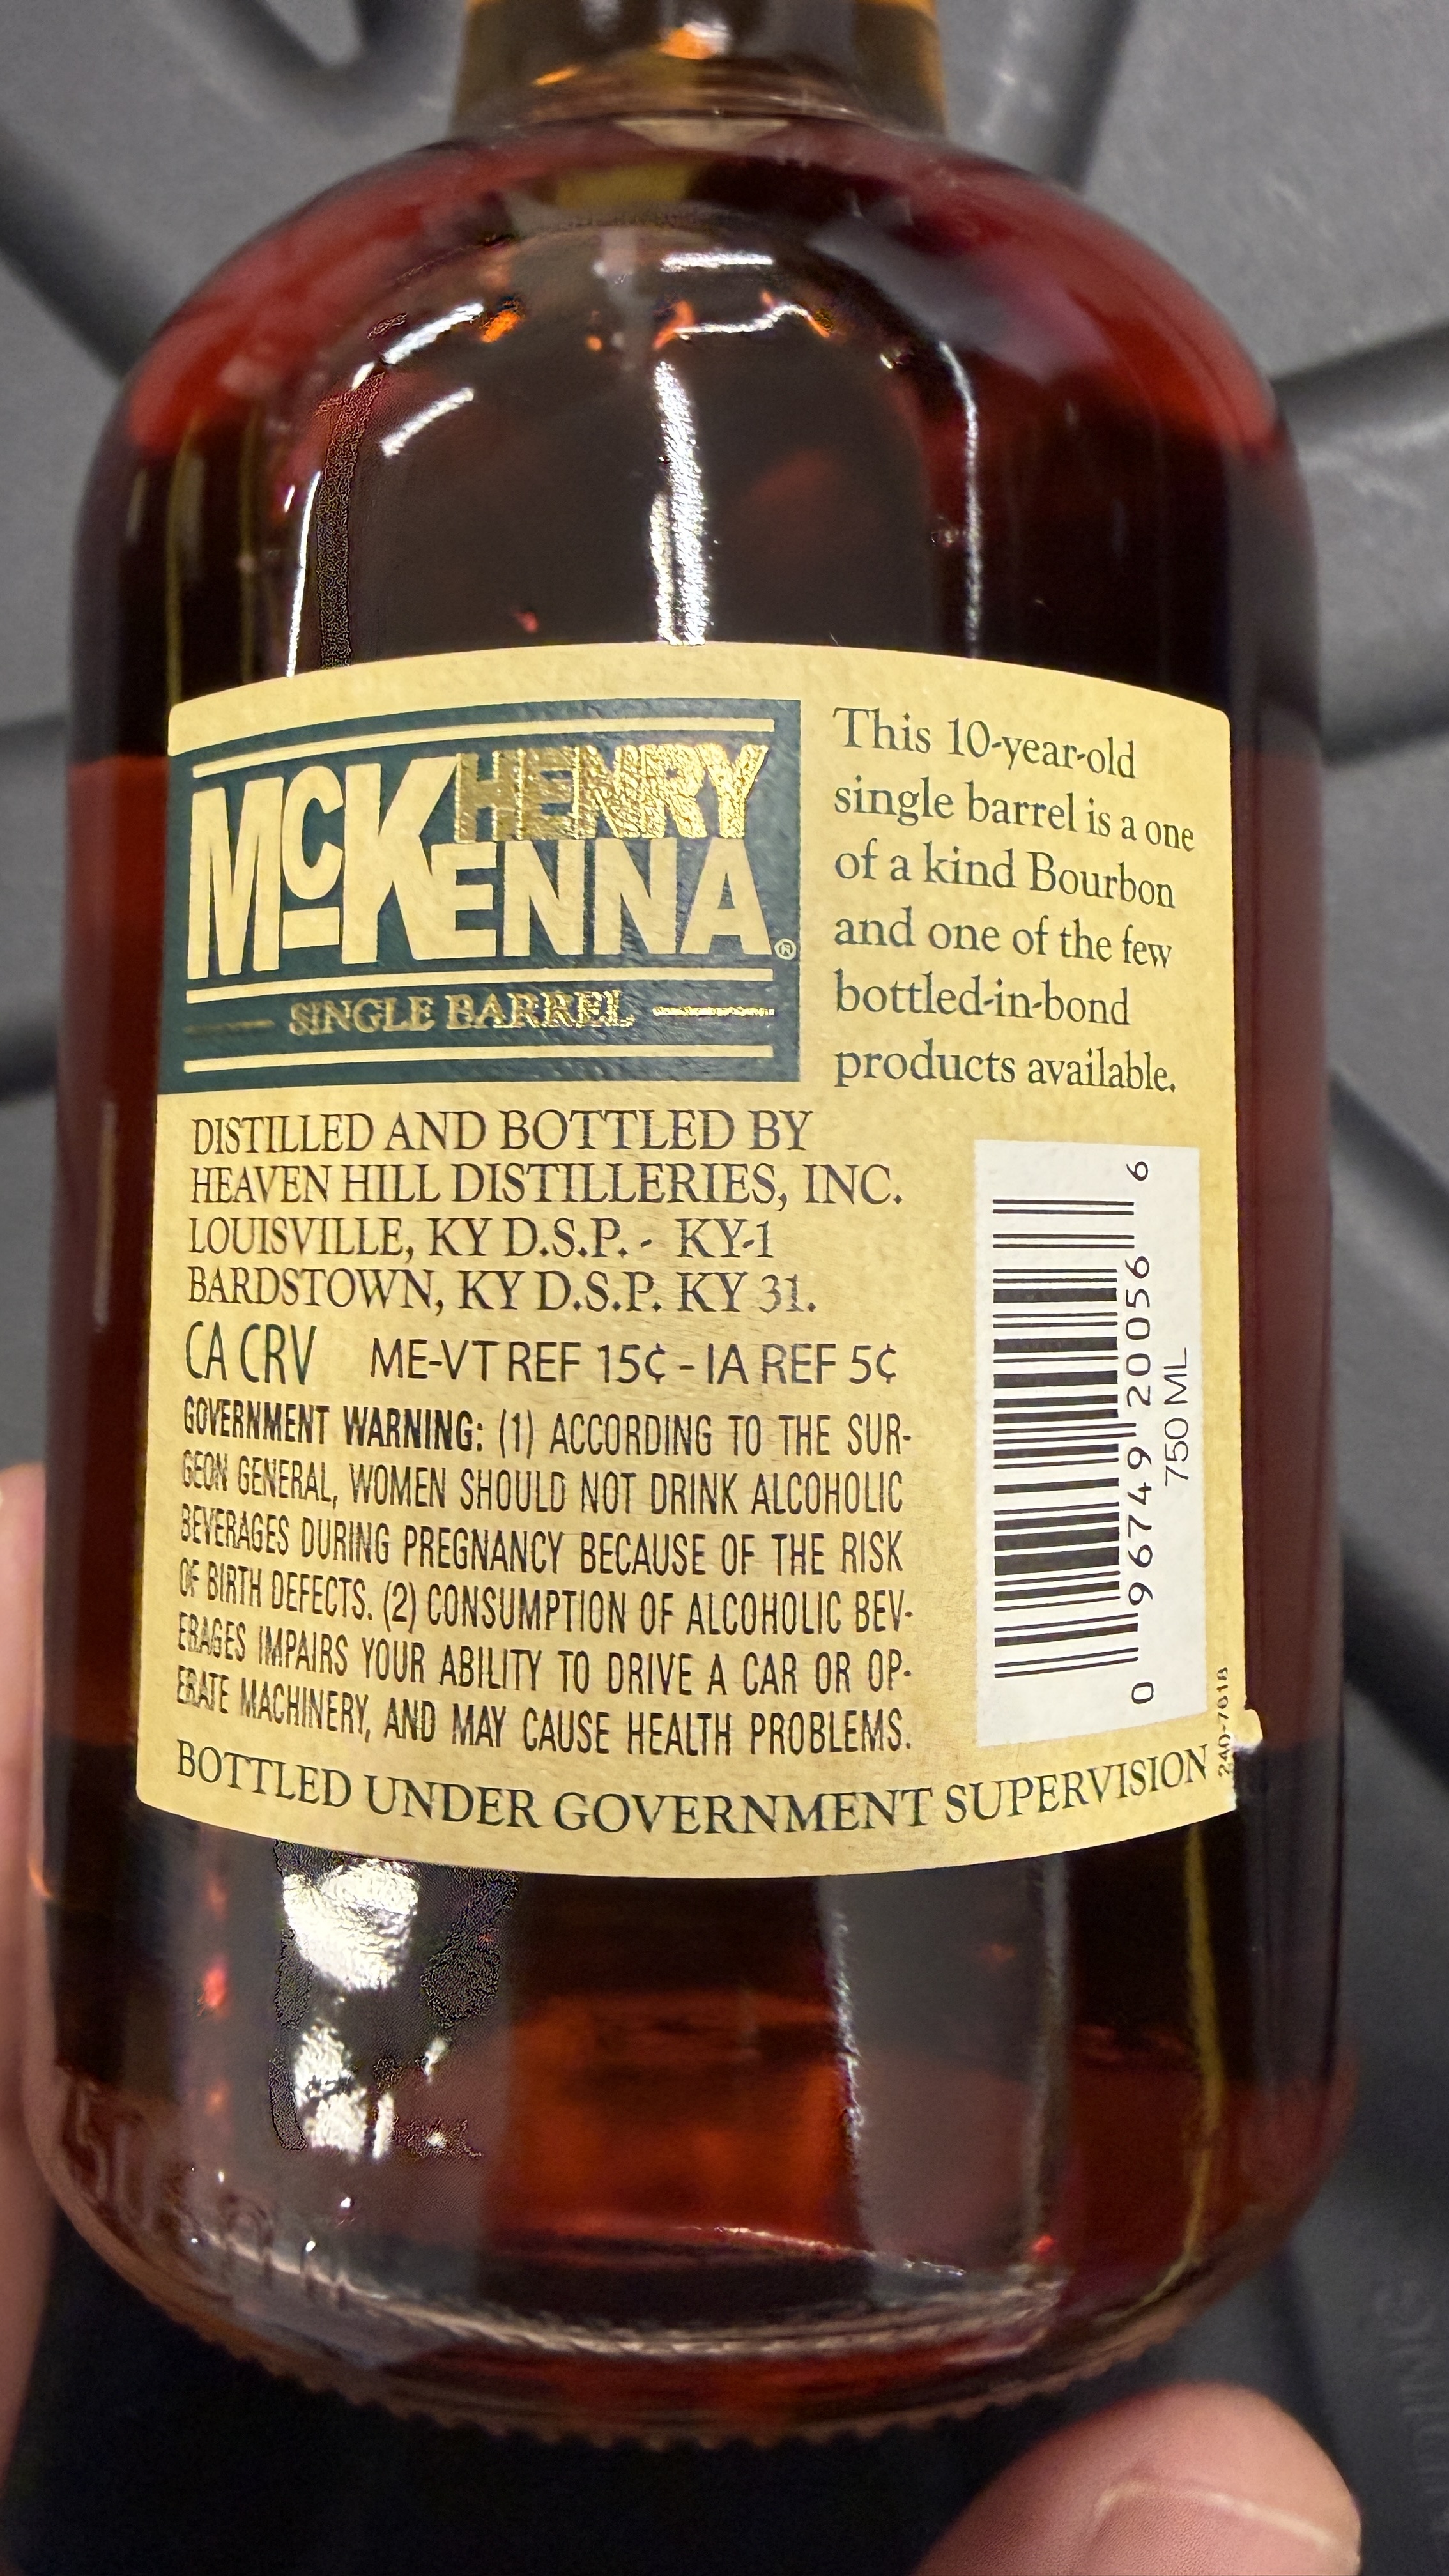 HENRY
McKENNA®
SINGLE BARREL
This 10-year-old
single barrel is a one
of a kind Bourbon
and one of the few
bottled-in-bond
products available.
DISTILLED AND BOTTLED BY
HEAVEN HILL DISTILLERIES, INC.
LOUISVILLE, KY D.S.P. - KY-1
BARDSTOWN, KY D.S.P. KY 31.
CA CRV ME-VT REF 15¢ - IA REF 5¢
GOVERNMENT WARNING: (1) ACCORDING TO THE SUR-
GEON GENERAL, WOMEN SHOULD NOT DRINK ALCOHOLIC
BEVERAGES DURING PREGNANCY BECAUSE OF THE RISK
OF BIRTH DEFECTS. (2) CONSUMPTION OF ALCOHOLIC BEV-
ERAGES IMPAIRS YOUR ABILITY TO DRIVE A CAR OR OP-
ERATE MACHINERY, AND MAY CAUSE HEALTH PROBLEMS.
BOTTLED UNDER GOVERNMENT SUPERVISION
0 96749 20056 6
750 ML
240-7618